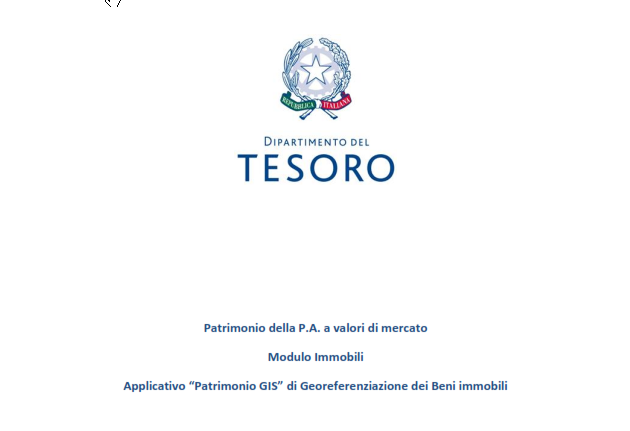 REPUBBLICA ITALIANA
DIPARTIMENTO DEL
TESORO
Patrimonio della P.A. a valori di mercato
Modulo Immobili
Applicativo “Patrimonio GIS” di Georeferenziazione dei Beni immobili